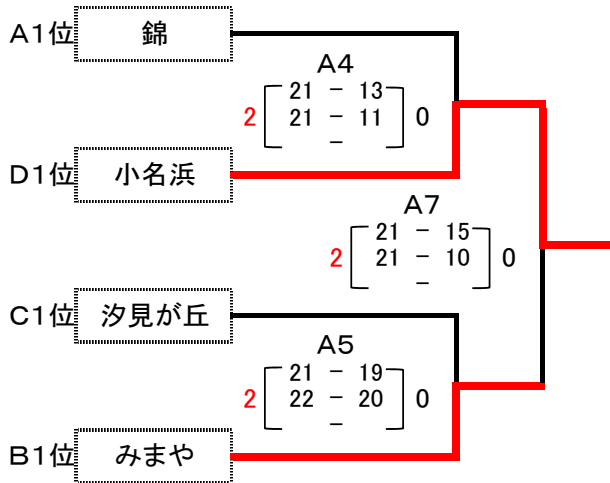 A1位 錦
A4
21 - 13
2 21 - 11 0
-
D1位 小名浜
A7
21 - 15
2 21 - 10 0
-
C1位 汐見が丘
A5
21 - 19
2 22 - 20 0
-
B1位 みまや